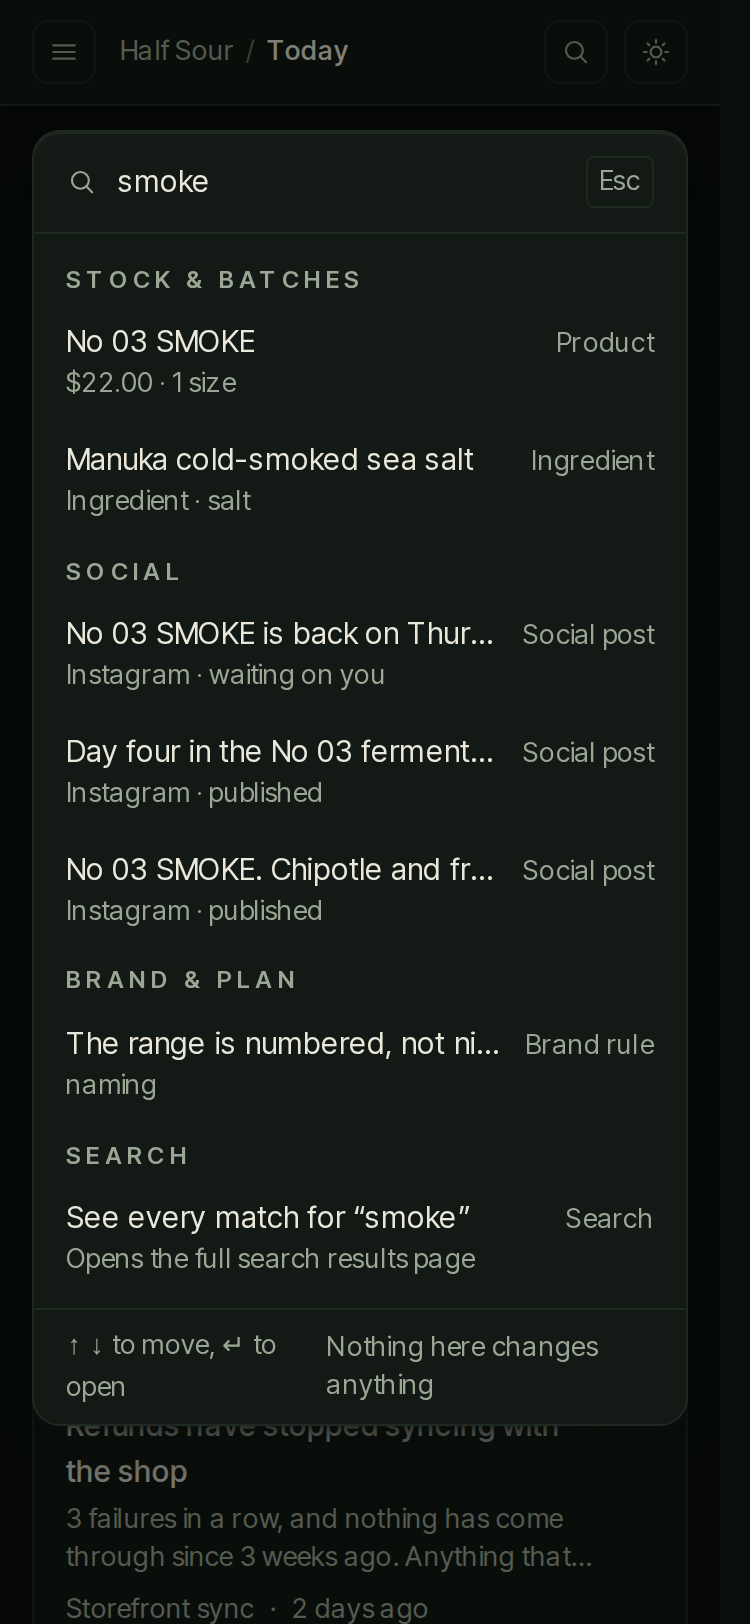 Half Sour / Today
smoke
Esc
STOCK & BATCHES
No 03 SMOKE
Product
$22.00 · 1 size
Manuka cold-smoked sea salt
Ingredient
Ingredient · salt
SOCIAL
No 03 SMOKE is back on Thur...
Social post
Instagram · waiting on you
Day four in the No 03 ferment...
Social post
Instagram · published
No 03 SMOKE. Chipotle and fr...
Social post
Instagram · published
BRAND & PLAN
The range is numbered, not ni...
Brand rule
naming
SEARCH
See every match for “smoke”
Search
Opens the full search results page
↑ ↓ to move, ↵ to
open
Nothing here changes
anything
Refunds have stopped syncing with
the shop
3 failures in a row, and nothing has come
through since 3 weeks ago. Anything that...
Storefront sync · 2 days ago